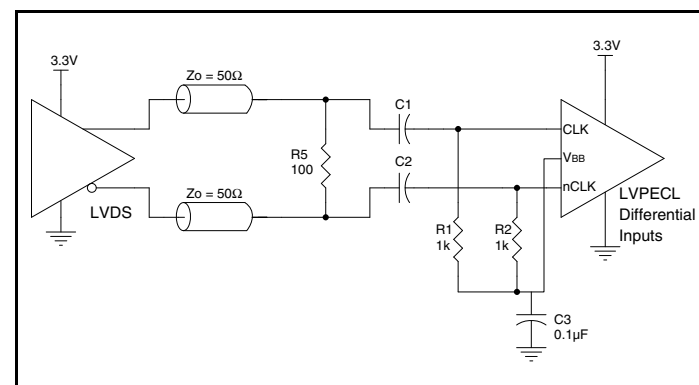 3.3V
3.3V
Zo = 50Ω
C1
CLK
R5
100
VBB
C2
nCLK
Zo = 50Ω
LVDS
LVPECL
Differential
Inputs
R1
1k
R2
1k
C3
0.1µF